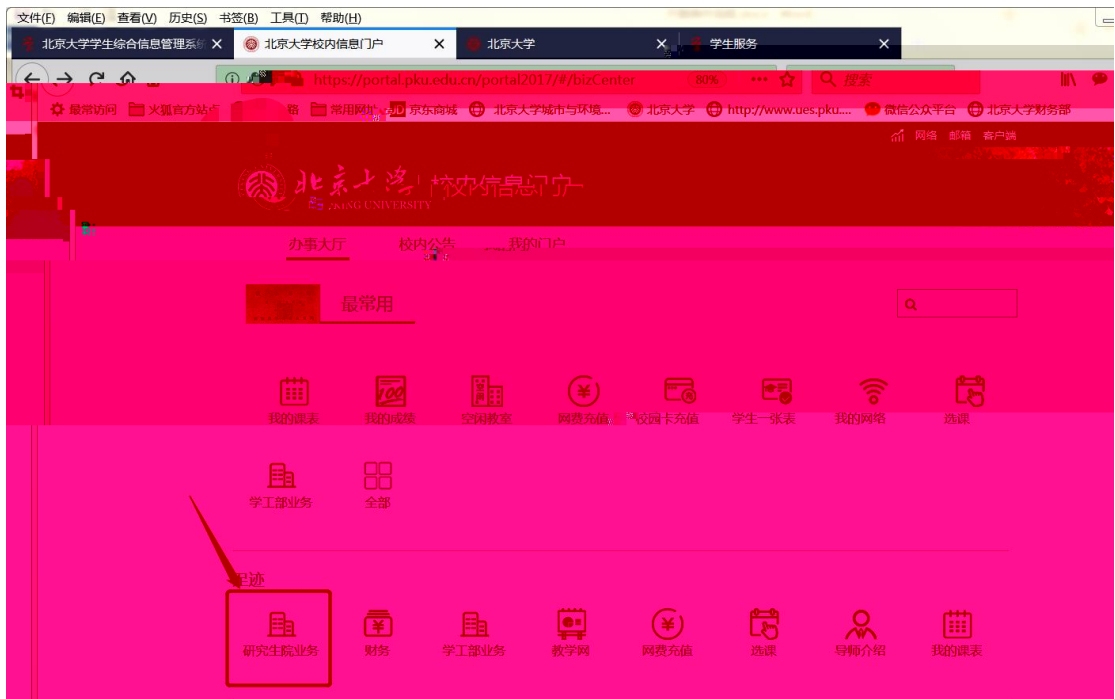 文件(F) 编辑(E) 查看(V) 历史(S) 书签(B) 工具(T) 帮助(H)
北京大学学生综合信息管理系统 北京大学校内信息门户 北京大学 学生服务
https://portal.pku.edu.cn/portal2017/#/bizCenter 80% 搜索
最常访问 火狐官方站点 常用网址 JD 京东商城 北京大学城市与环境... 北京大学 http://www.ues.pku.... 微信公众平台 北京大学财务部
网络 邮箱 客户端
北京大学 校内信息门户
PEKING UNIVERSITY
办事大厅 校内公告 我的门户
最常用
我的课表 我的成绩 空闲教室 网费充值 校园卡充值 学生一张表 我的网络 选课
学工部业务 全部
足迹
研究生院业务 财务 学工部业务 教学网 网费充值 选课 导师介绍 我的课表